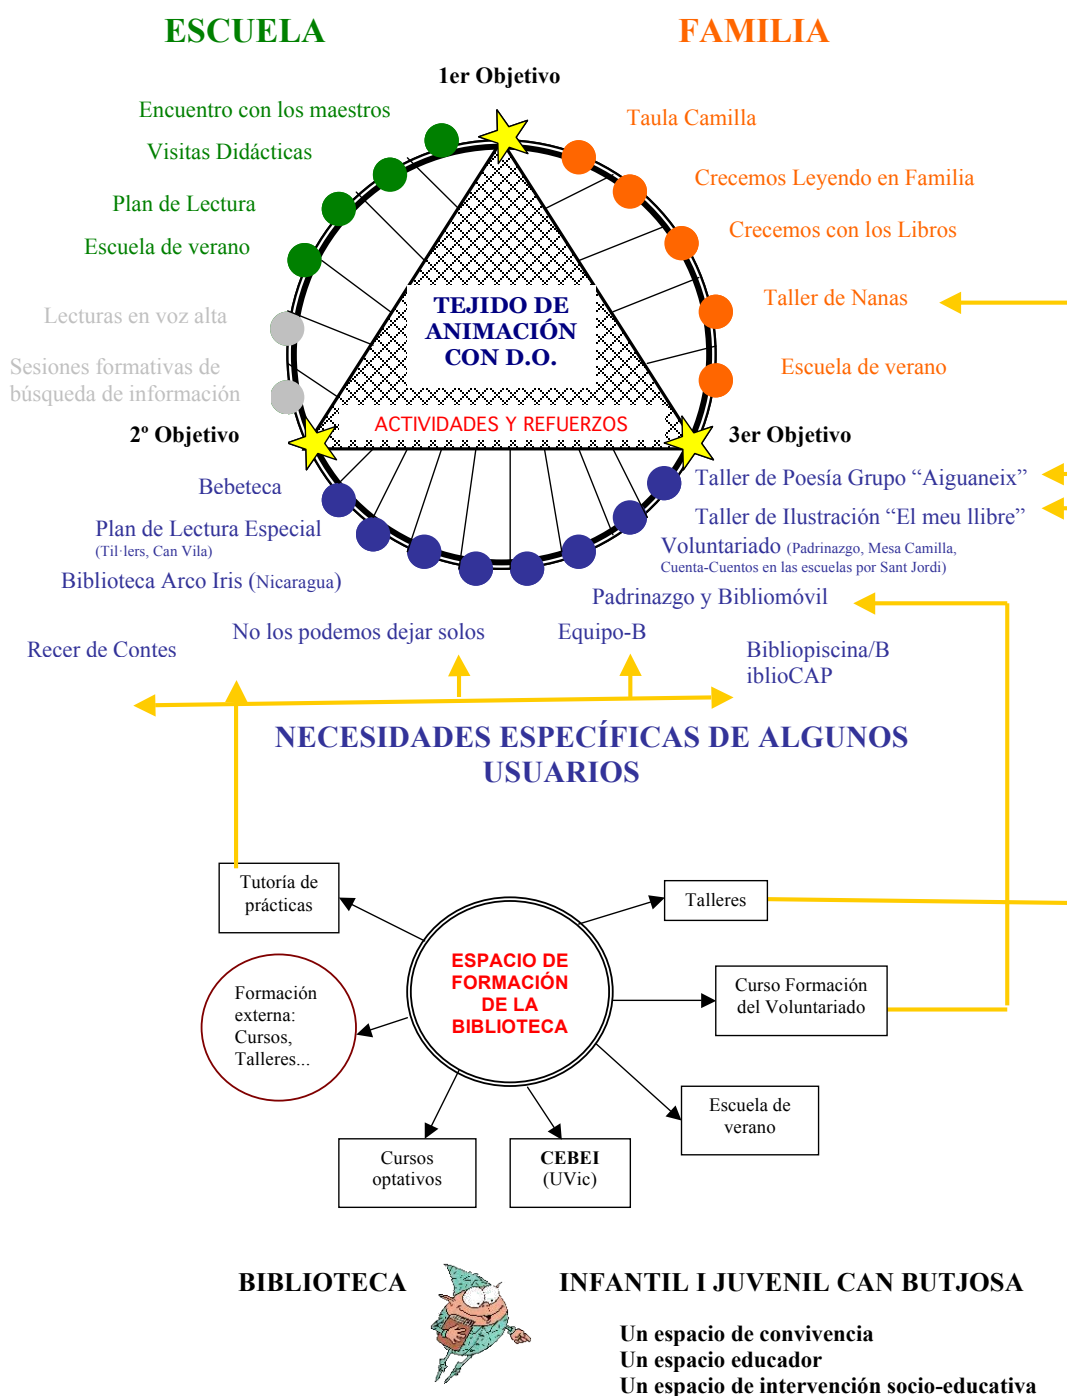 ESCUELA
FAMILIA
1er Objetivo
Encuentro con los maestros
Taula Camilla
Visitas Didácticas
Crecemos Leyendo en Familia
Plan de Lectura
Crecemos con los Libros
Escuela de verano
Taller de Nanas
TEJIDO DE
ANIMACIÓN
CON D.O.
Lecturas en voz alta
Sesiones formativas de
búsqueda de información
Escuela de verano
ACTIVIDADES Y REFUERZOS
2º Objetivo
3er Objetivo
Bebeteca
Taller de Poesía Grupo “Aiguaneix”
Plan de Lectura Especial
(Til·lers, Can Vila)
Taller de Ilustración “El meu llibre”
Voluntariado (Padrinazgo, Mesa Camilla,
Cuenta-Cuentos en las escuelas por Sant Jordi)
Biblioteca Arco Iris (Nicaragua)
Padrinazgo y Bibliomóvil
No los podemos dejar solos
Equipo-B
Recer de Contes
Bibliopiscina/B
iblioCAP
NECESIDADES ESPECÍFICAS DE ALGUNOS
USUARIOS
Tutoría de
prácticas
Talleres
ESPACIO DE
FORMACIÓN
DE LA
BIBLIOTECA
Formación
externa:
Cursos,
Talleres...
Curso Formación
del Voluntariado
Escuela de
verano
Cursos
optativos
CEBEI
(UVic)
BIBLIOTECA
INFANTIL I JUVENIL CAN BUTJOSA
Un espacio de convivencia
Un espacio educador
Un espacio de intervención socio-educativa